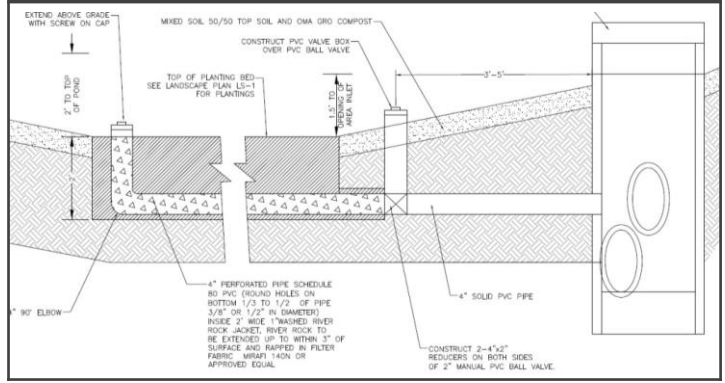 EXTEND ABOVE GRADE
WITH SCREW ON CAP
MIXED SOIL 50/50 TOP SOIL AND OMA GRO COMPOST
CONSTRUCT PVC VALVE BOX
OVER PVC BALL VALVE
2" TO TOP
OF POND
TOP OF PLANTING BED
SEE LANDSCAPE PLAN LS-1
FOR PLANTINGS
1.5' TO
OPENING OF
AREA INLET
3'-5'
2'
4" 90' ELBOW
4" PERFORATED PIPE SCHEDULE
80 PVC (ROUND HOLES ON
BOTTOM 1/3 TO 1/2 OF PIPE
3/8" OR 1/2" IN DIAMETER)
INSIDE 2' WIDE 1"WASHED RIVER
ROCK JACKET, RIVER ROCK TO
BE EXTENDED UP TO WITHIN 3" OF
SURFACE AND RAPPED IN FILTER
FABRIC MIRAFI 140N OR
APPROVED EQUAL
4" SOLID PVC PIPE
CONSTRUCT 2-4"x2"
REDUCERS ON BOTH SIDES
OF 2" MANUAL PVC BALL VALVE.